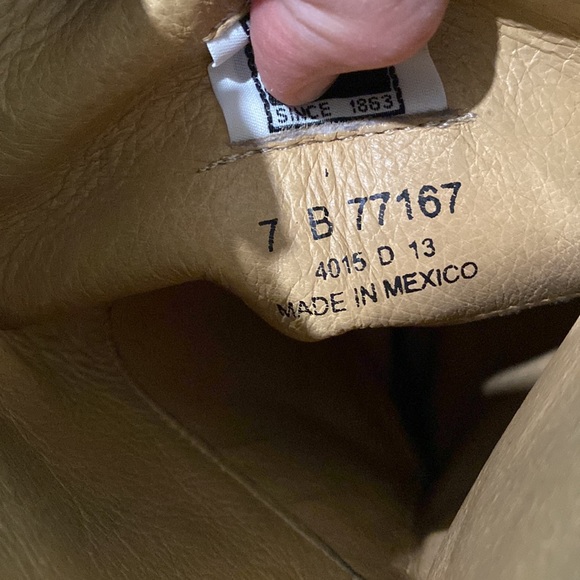 SINCE 1863
7 B 77167
4015 D 13
MADE IN MEXICO